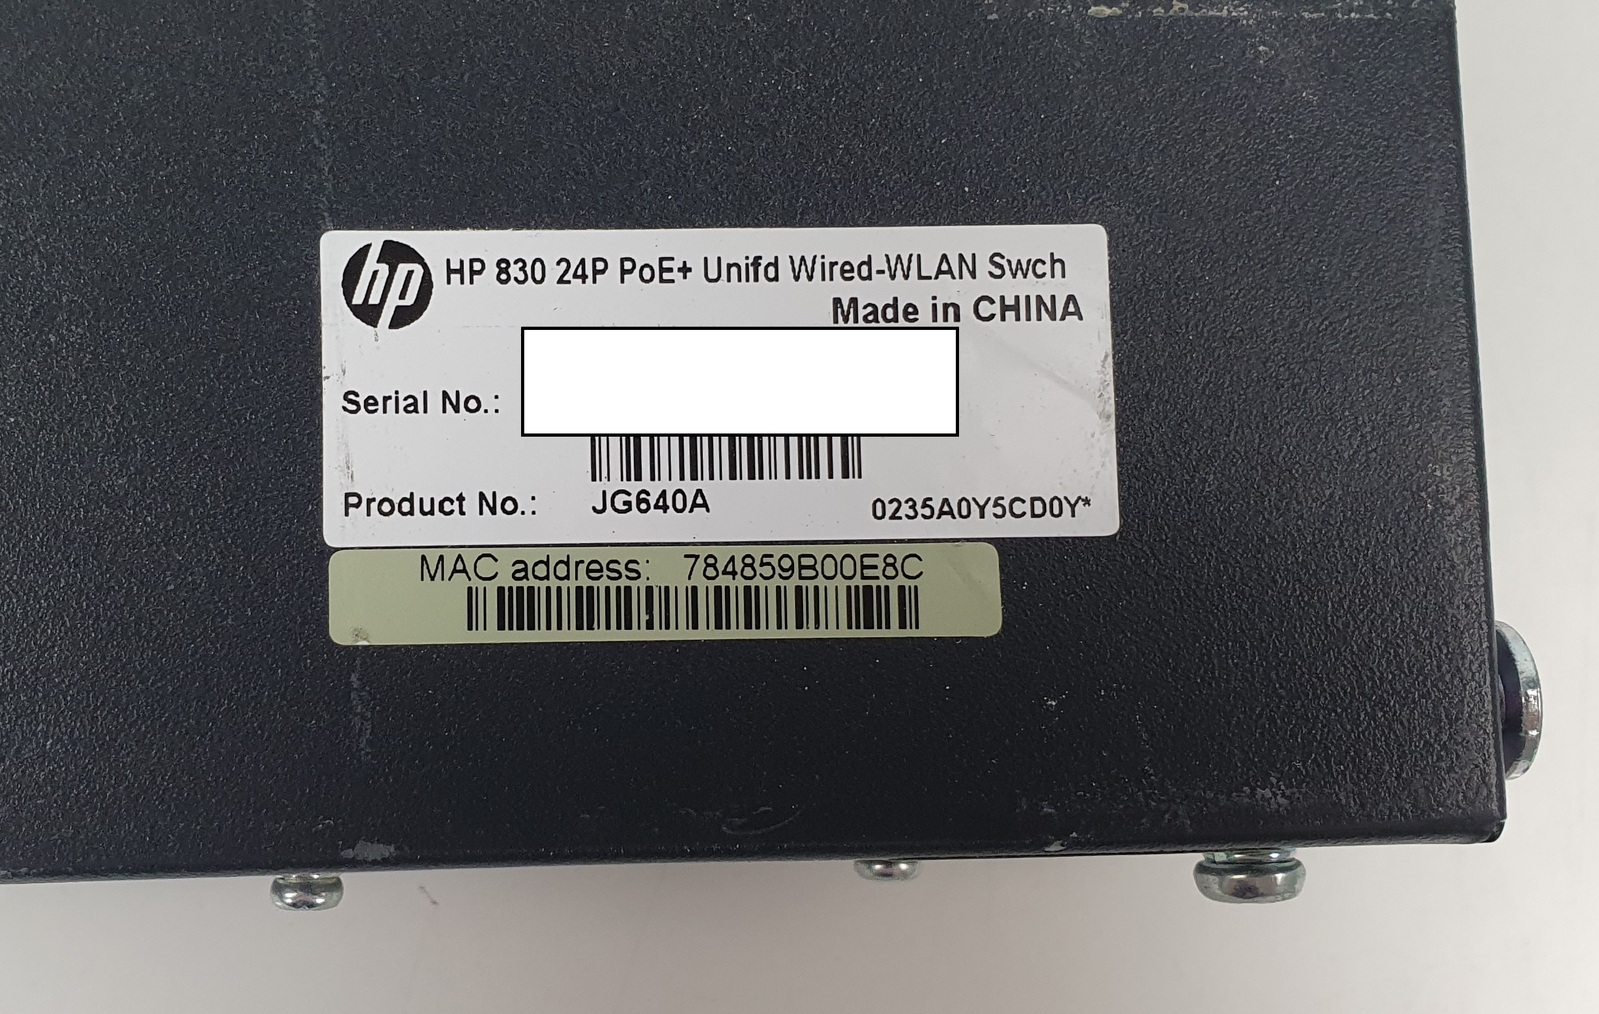 hp HP 830 24P PoE+ Unifd Wired-WLAN Swch
Made in CHINA
Serial No.:
Product No.: JG640A 0235A0Y5CD0Y*
MAC address: 784859B00E8C